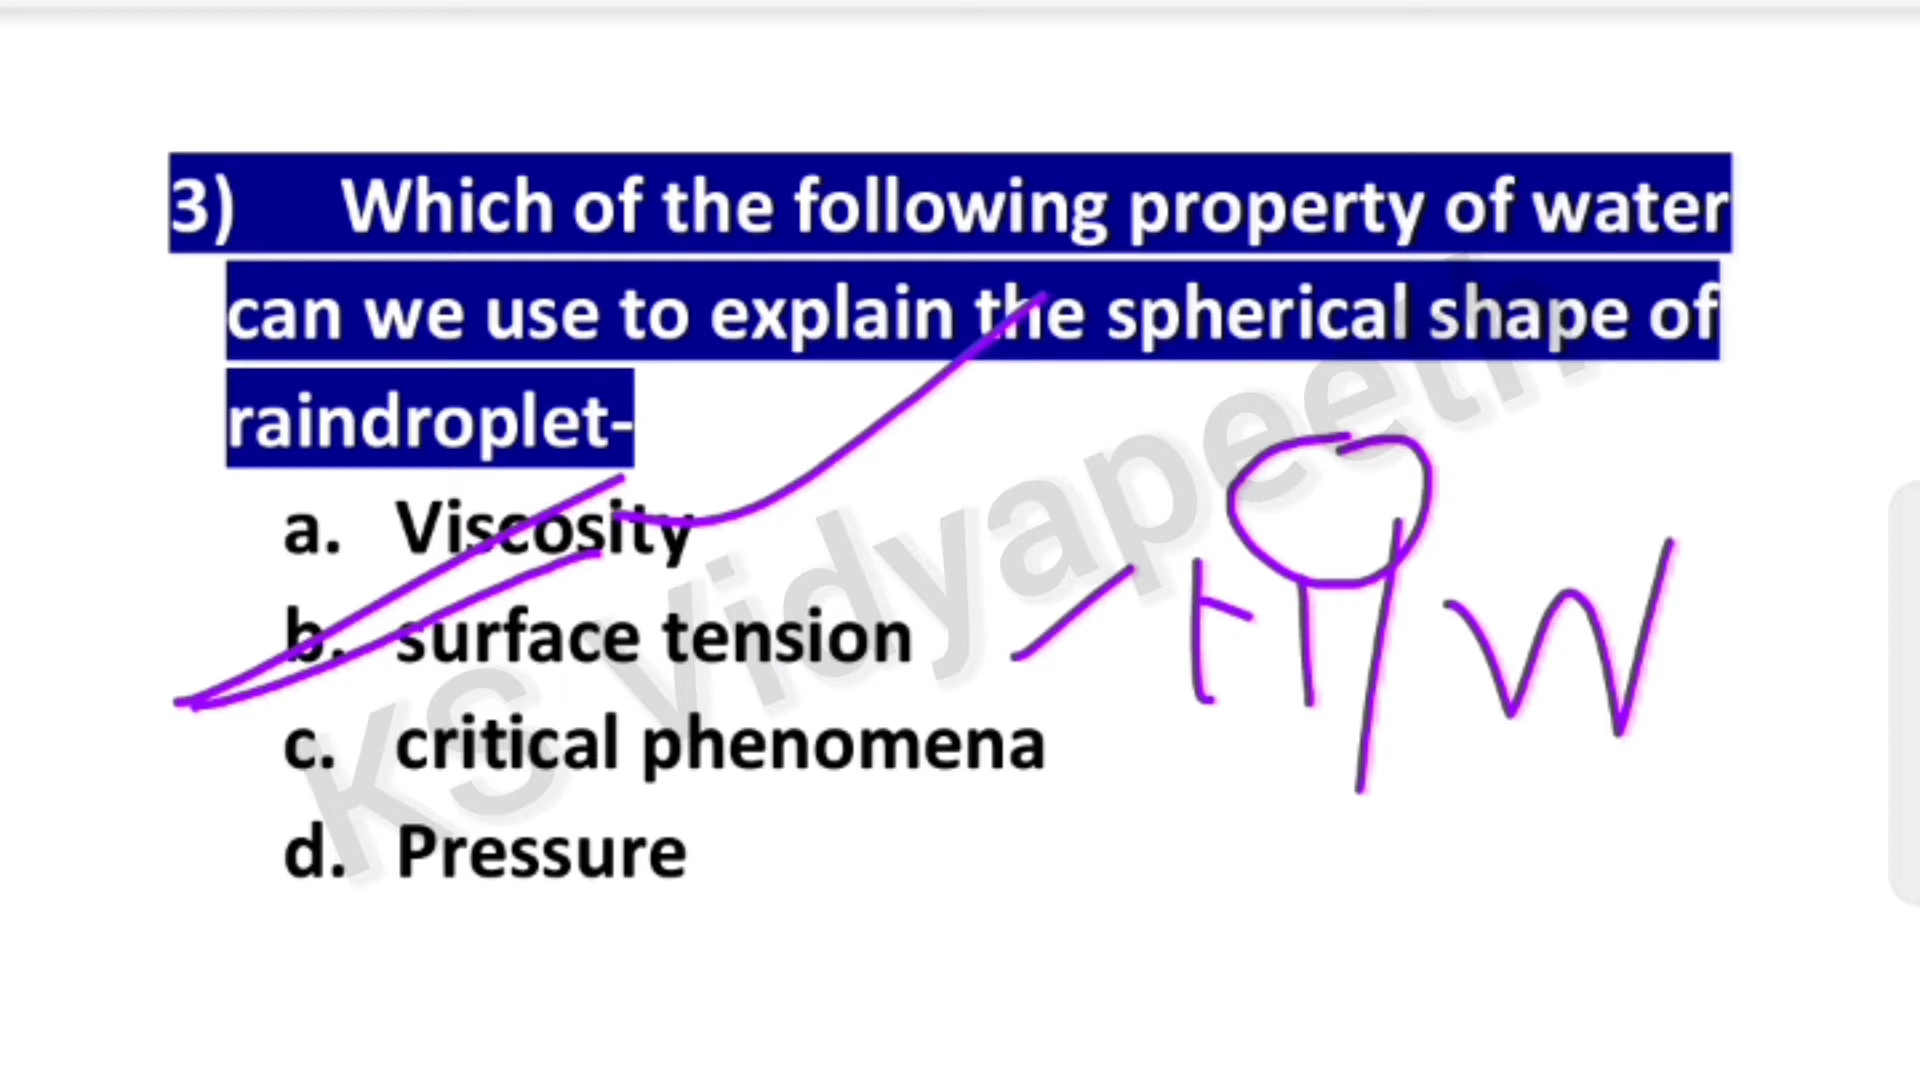 3) Which of the following property of water
can we use to explain the spherical shape of
raindroplet-
a. Viscosity
b. surface tension
c. critical phenomena
d. Pressure
KS Vidyapeeth